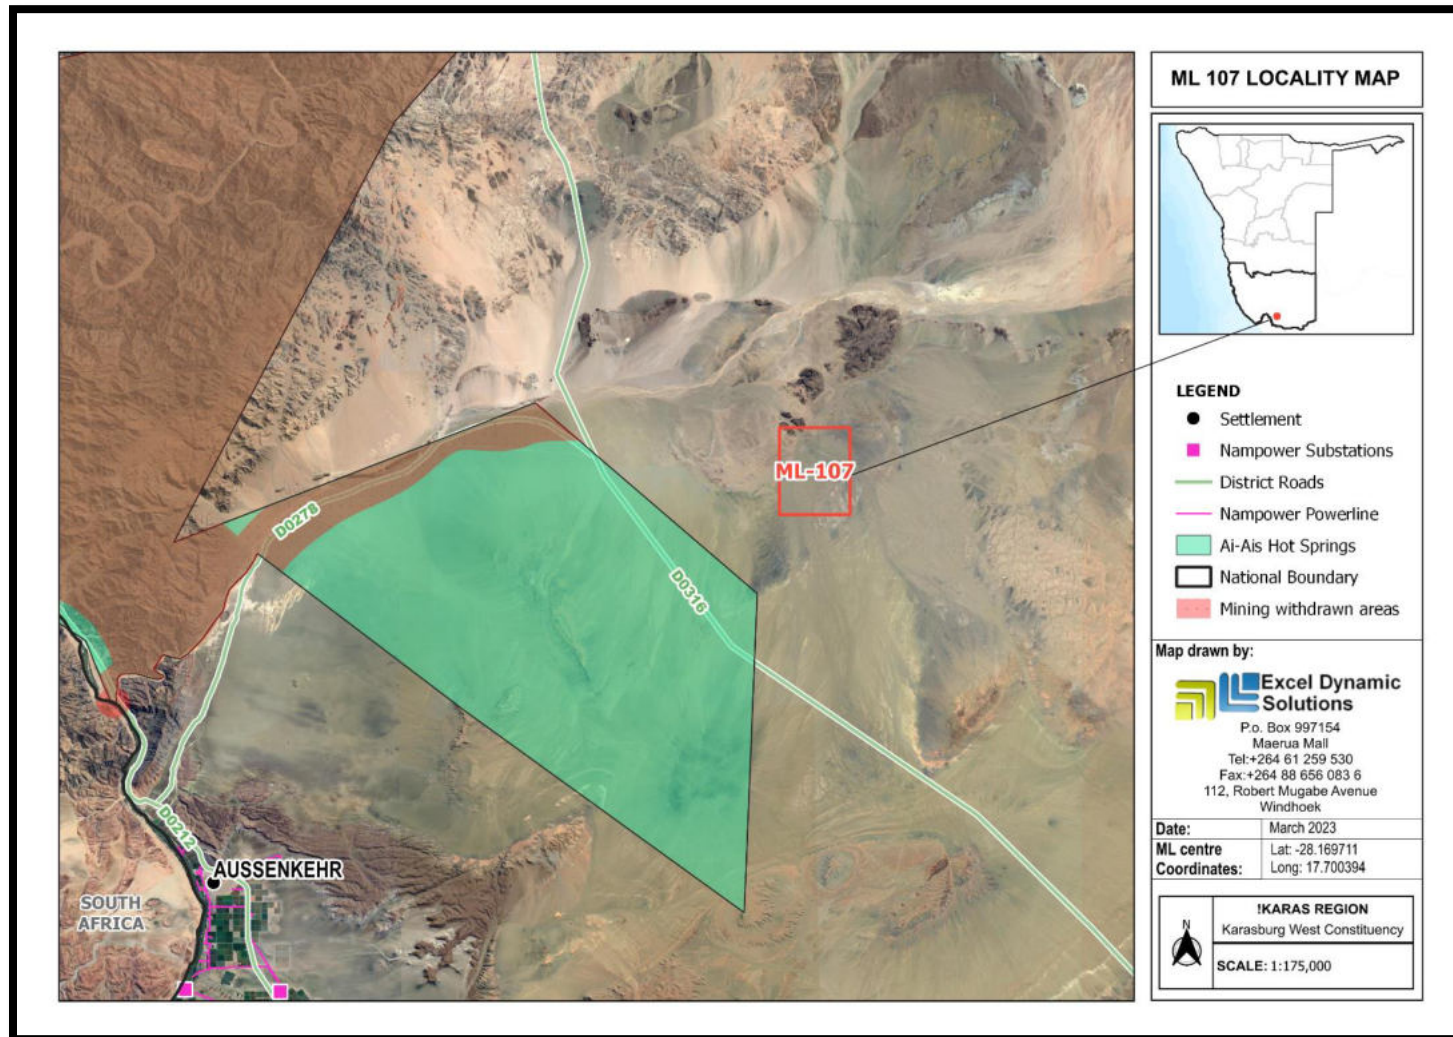 ML 107 LOCALITY MAP
D0278
D0316
ML-107
D0212
AUSSENKEHR
SOUTH
AFRICA
LEGEND
Settlement
Nampower Substations
District Roads
Nampower Powerline
Ai-Ais Hot Springs
National Boundary
Mining withdrawn areas
Map drawn by:
Excel Dynamic
Solutions
P.o. Box 997154
Maerua Mall
Tel:+264 61 259 530
Fax:+264 88 656 083 6
112, Robert Mugabe Avenue
Windhoek
Date: March 2023
ML centre Lat: -28.169711
Coordinates: Long: 17.700394
N
!KARAS REGION
Karasburg West Constituency
SCALE: 1:175,000